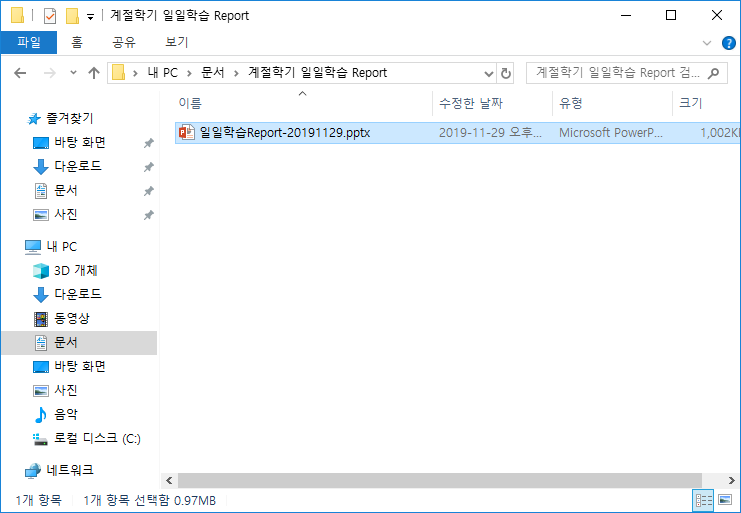 계절학기 일일학습 Report
파일 홈 공유 보기
내 PC 문서 계절학기 일일학습 Report
계절학기 일일학습 Report 검...
이름 수정한 날짜 유형 크기
일일학습Report-20191129.pptx 2019-11-29 오후... Microsoft PowerP... 1,002KB
즐겨찾기
바탕 화면
다운로드
문서
사진
내 PC
3D 개체
다운로드
동영상
문서
바탕 화면
사진
음악
로컬 디스크 (C:)
네트워크
1개 항목 1개 항목 선택함 0.97MB